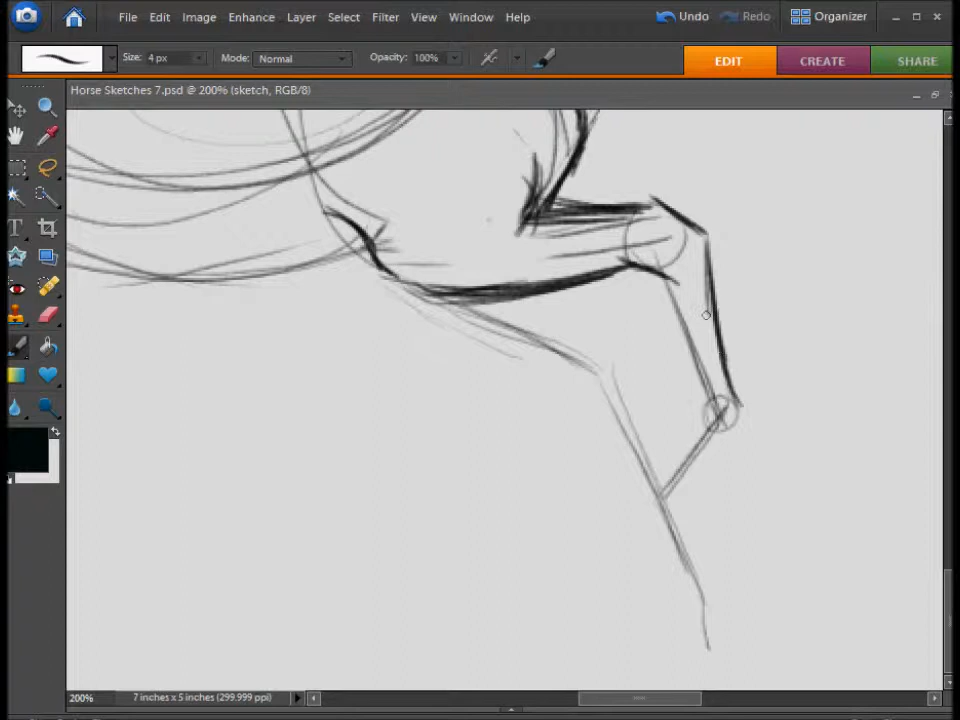 File Edit Image Enhance Layer Select Filter View Window Help Undo Redo Organizer
Size: 4 px Mode: Normal Opacity: 100% EDIT CREATE SHARE
Horse Sketches 7.psd @ 200% (sketch, RGB/8)
T
200% 7 inches x 5 inches (299.999 ppi)